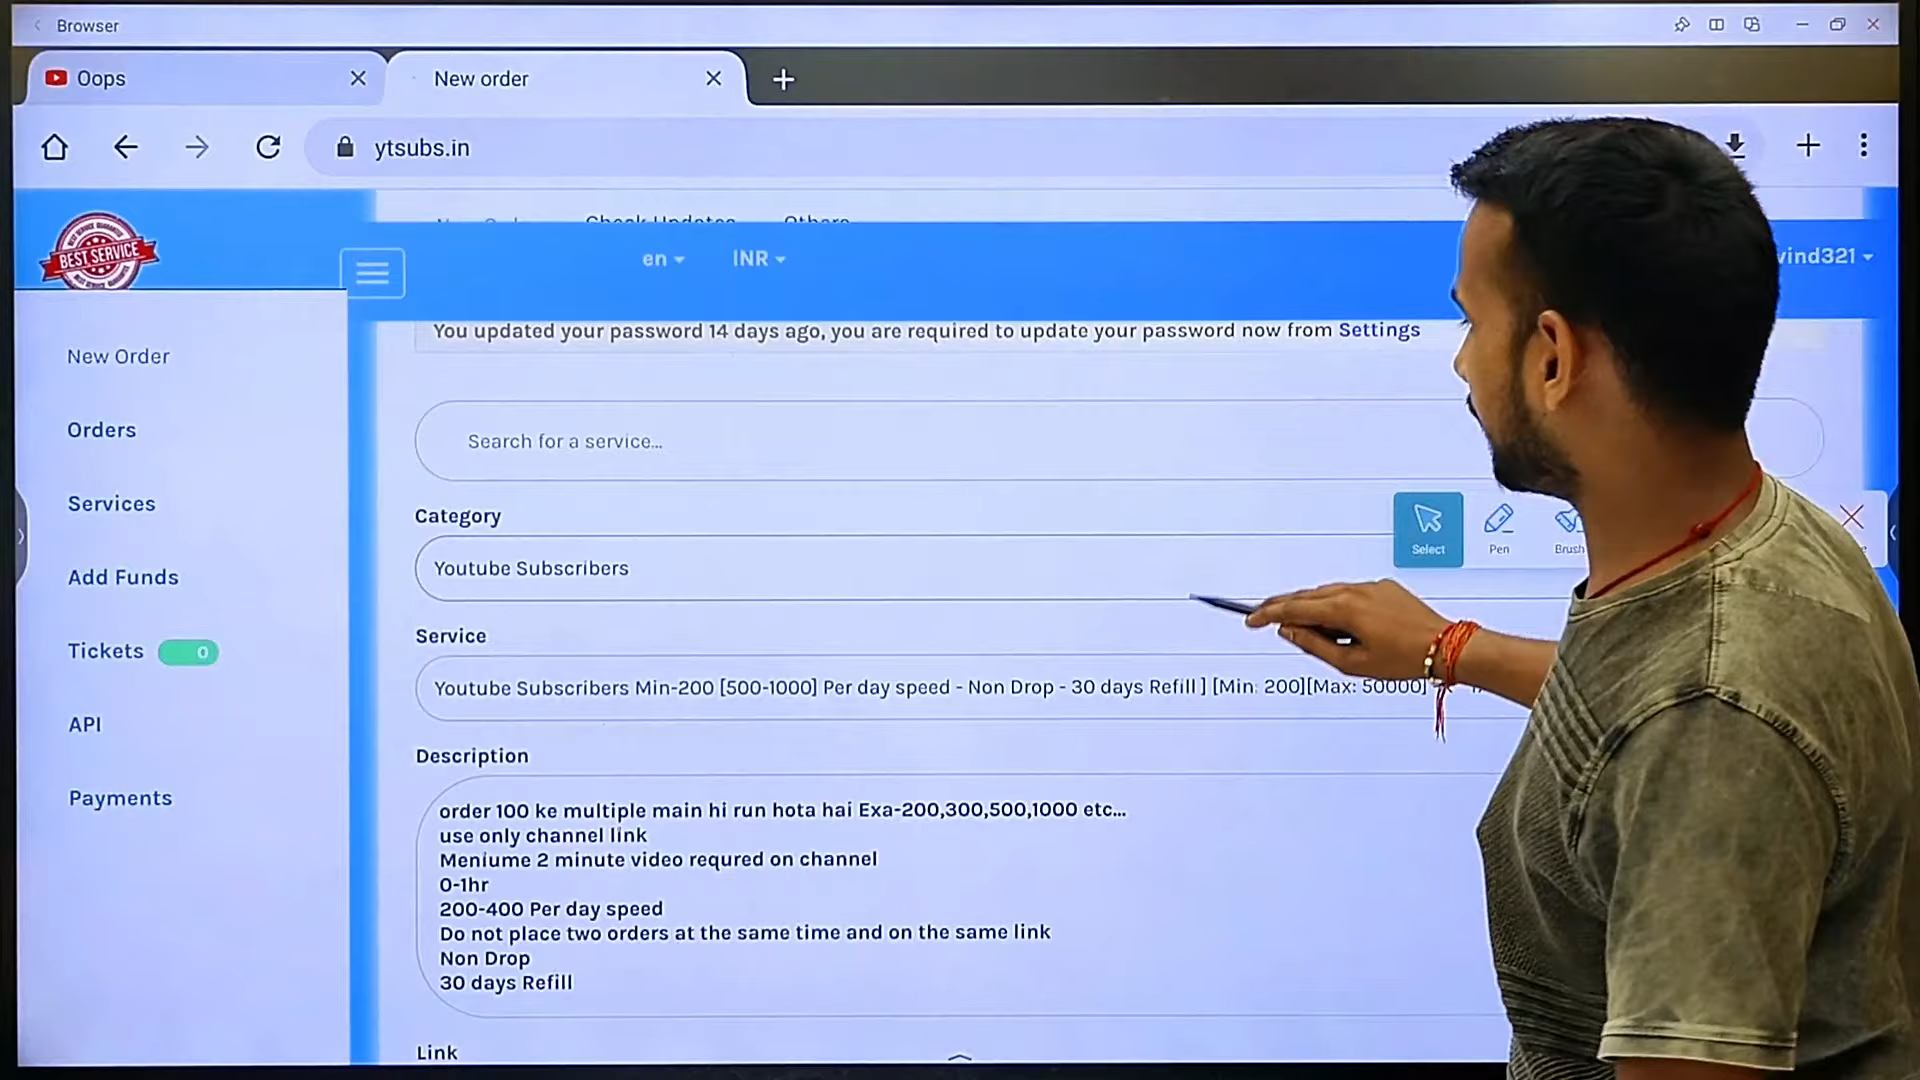 Browser
Oops
New order
ytsubs.in
Check Updates
Others
BEST SERVICE
en
INR
vind321
You updated your password 14 days ago, you are required to update your password now from Settings
New Order
Orders
Services
Add Funds
Tickets 0
API
Payments
Search for a service...
Category
Youtube Subscribers
Select
Pen
Brush
Service
Youtube Subscribers Min-200 [500-1000] Per day speed - Non Drop - 30 days Refill ] [Min: 200][Max: 50000]
Description
order 100 ke multiple main hi run hota hai Exa-200,300,500,1000 etc...
use only channel link
Meniume 2 minute video requred on channel
0-1hr
200-400 Per day speed
Do not place two orders at the same time and on the same link
Non Drop
30 days Refill
Link